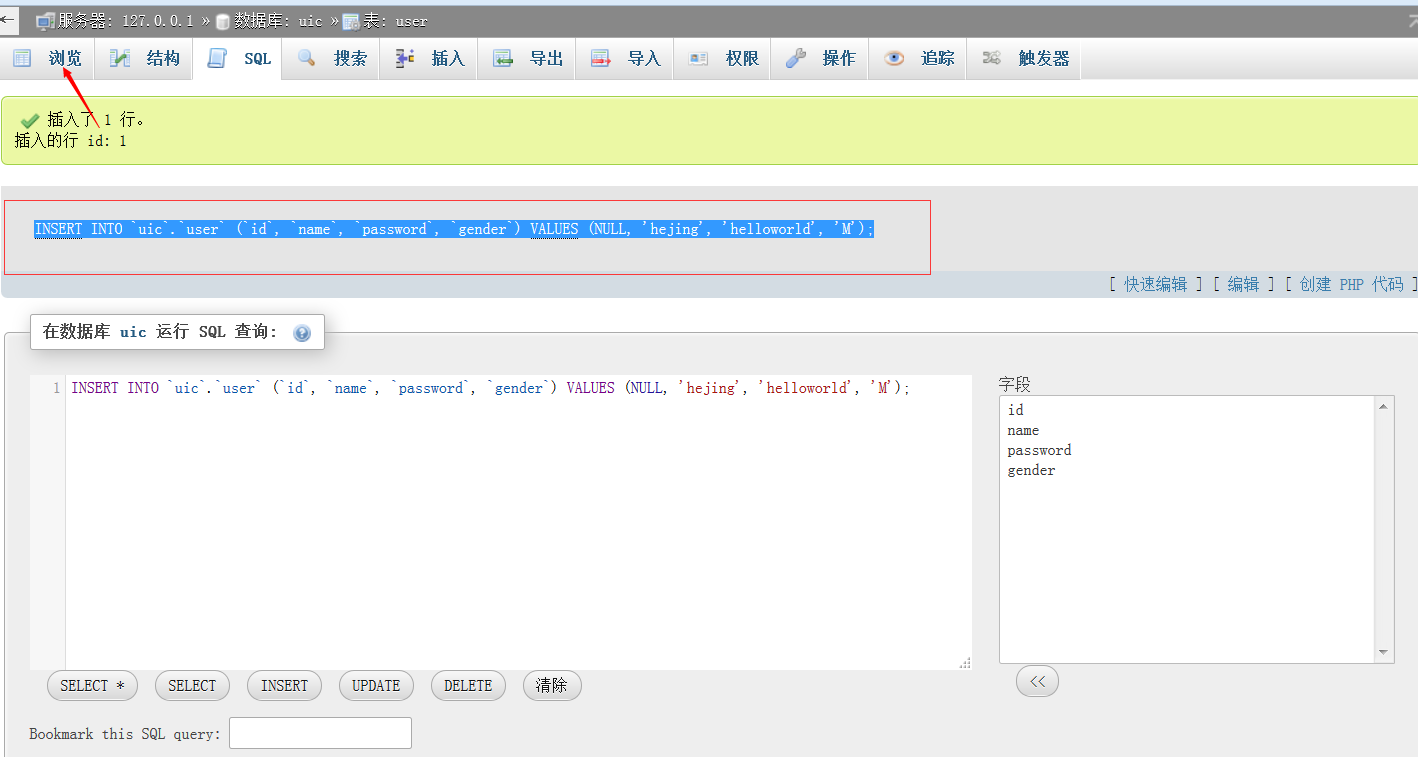 服务器: 127.0.0.1 » 数据库: uic » 表: user
浏览 结构 SQL 搜索 插入 导出 导入 权限 操作 追踪 触发器
插入了 1 行。
插入的行 id: 1
INSERT INTO `uic`.`user` (`id`, `name`, `password`, `gender`) VALUES (NULL, 'hejing', 'helloworld', 'M');
[ 快速编辑 ] [ 编辑 ] [ 创建 PHP 代码 ]
在数据库 uic 运行 SQL 查询:
1 INSERT INTO `uic`.`user` (`id`, `name`, `password`, `gender`) VALUES (NULL, 'hejing', 'helloworld', 'M');
字段
id
name
password
gender
SELECT * SELECT INSERT UPDATE DELETE 清除
<<
Bookmark this SQL query: